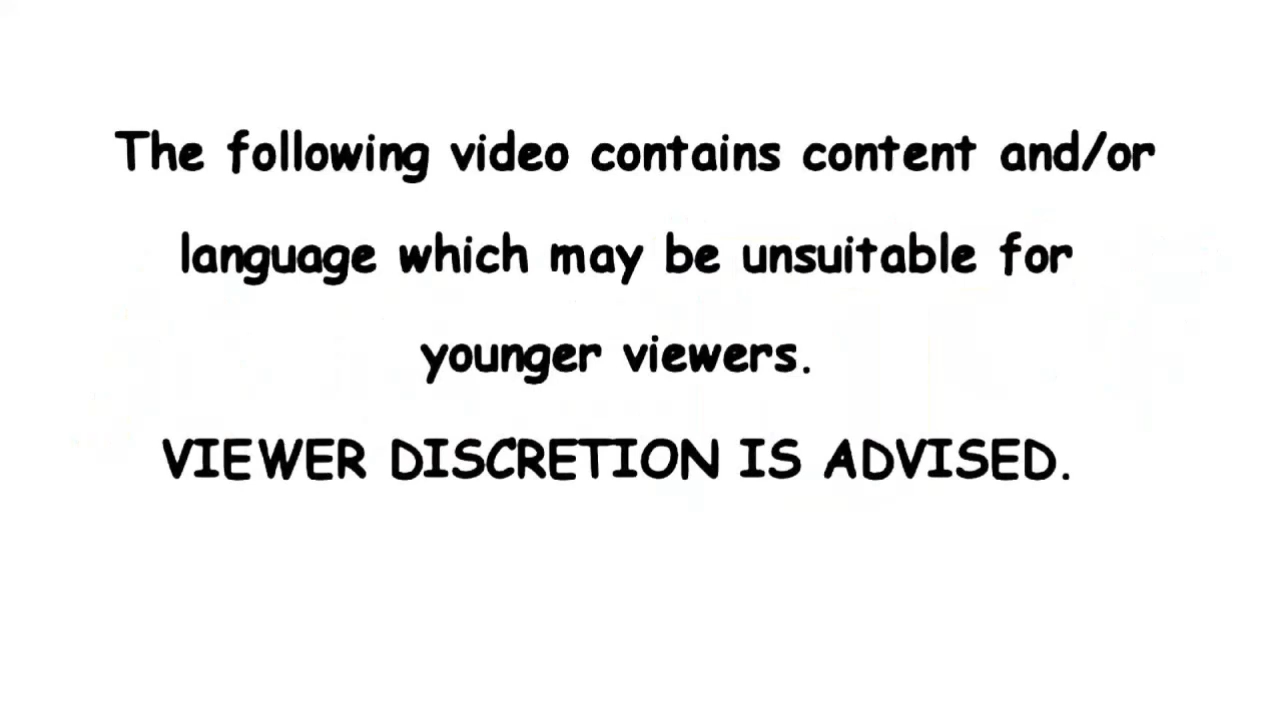 The following video contains content and/or
language which may be unsuitable for
younger viewers.
VIEWER DISCRETION IS ADVISED.